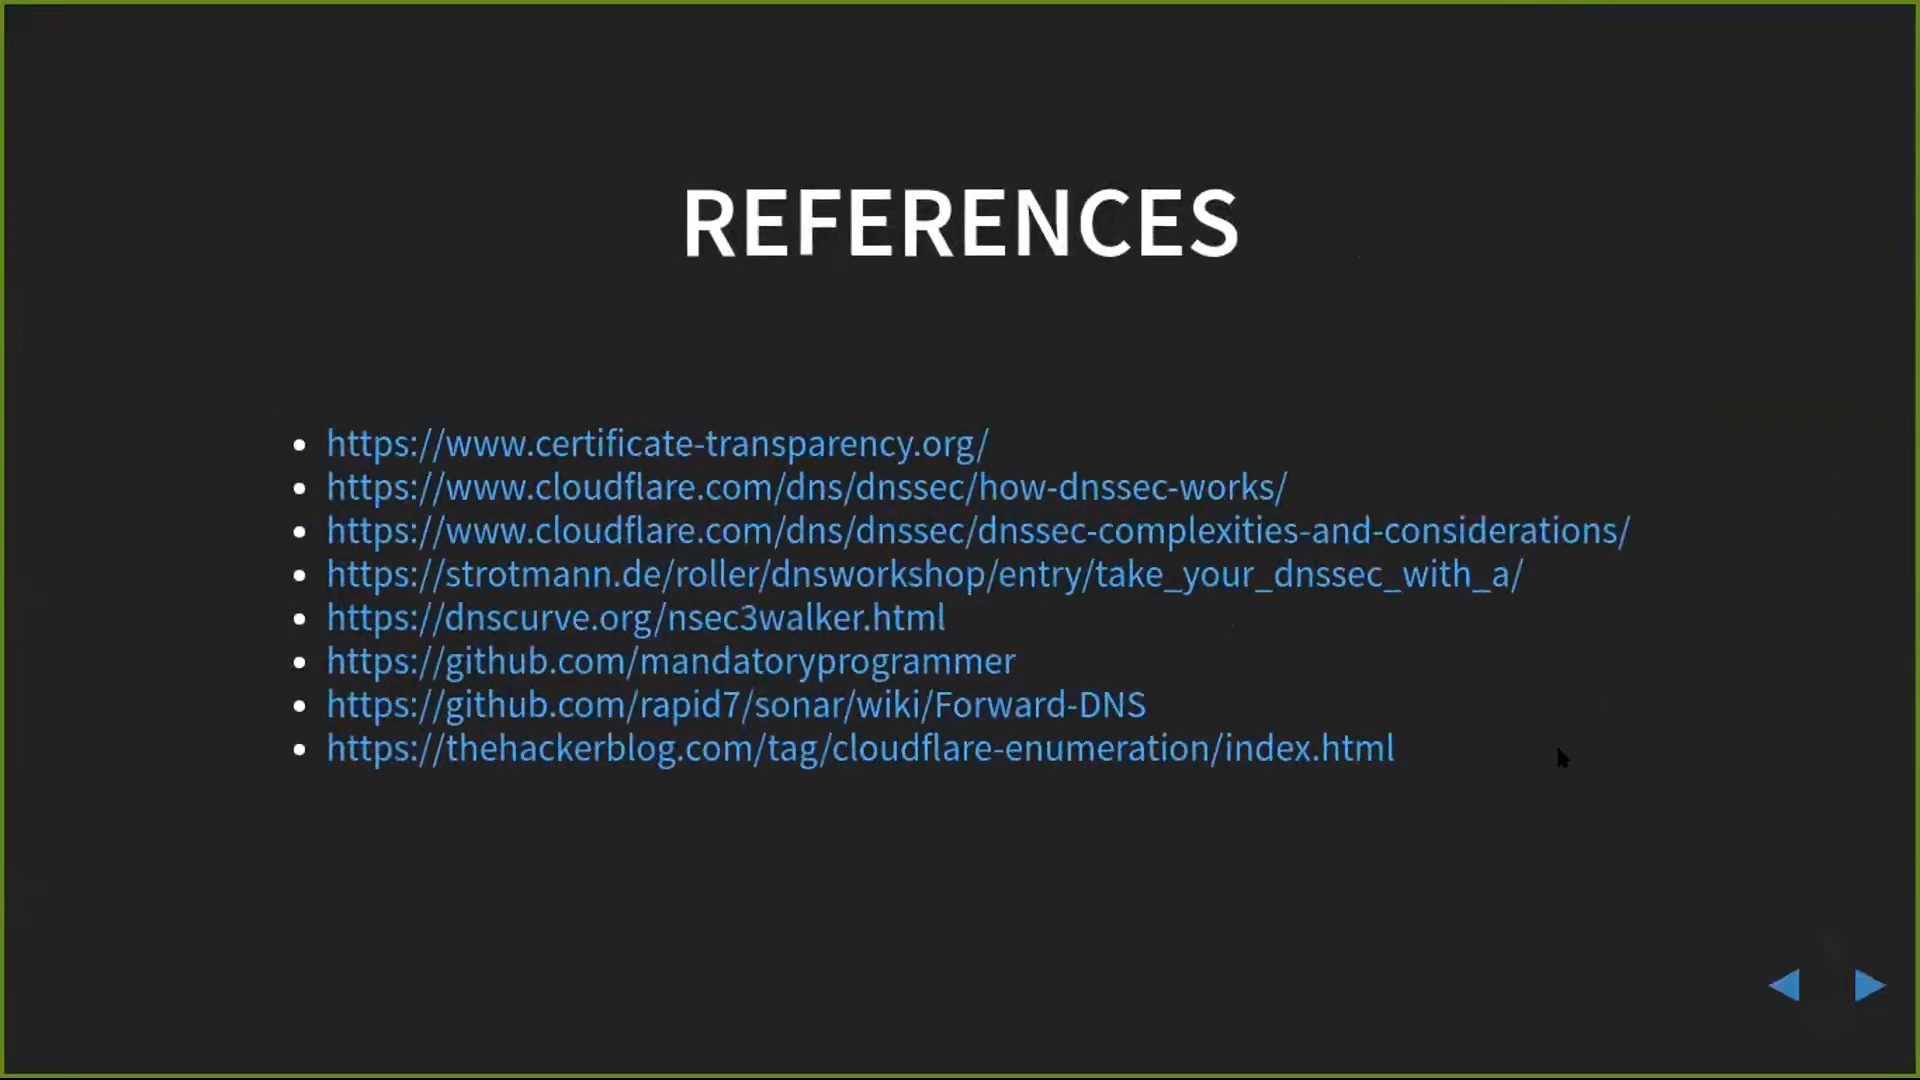 REFERENCES
https://www.certificate-transparency.org/
https://www.cloudflare.com/dns/dnssec/how-dnssec-works/
https://www.cloudflare.com/dns/dnssec/dnssec-complexities-and-considerations/
https://strotmann.de/roller/dnsworkshop/entry/take_your_dnssec_with_a/
https://dnscurve.org/nsec3walker.html
https://github.com/mandatoryprogrammer
https://github.com/rapid7/sonar/wiki/Forward-DNS
https://thehackerblog.com/tag/cloudflare-enumeration/index.html